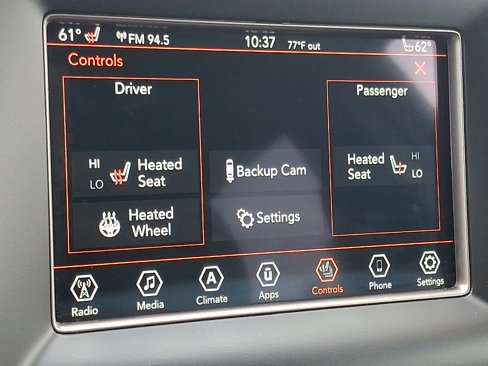 61° FM 94.5 10:37 77°F out 62°
Controls
Driver
Passenger
HI
LO
Heated
Seat
Backup Cam
Heated
Seat
HI
LO
Heated
Wheel
Settings
Radio Media Climate Apps Controls Phone Settings